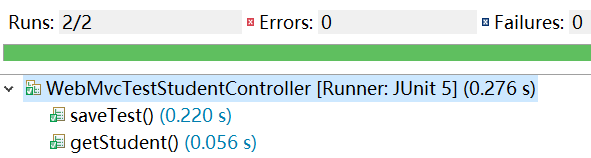 Runs: 2/2 Errors: 0 Failures: 0
WebMvcTestStudentController [Runner: JUnit 5] (0.276 s)
saveTest() (0.220 s)
getStudent() (0.056 s)